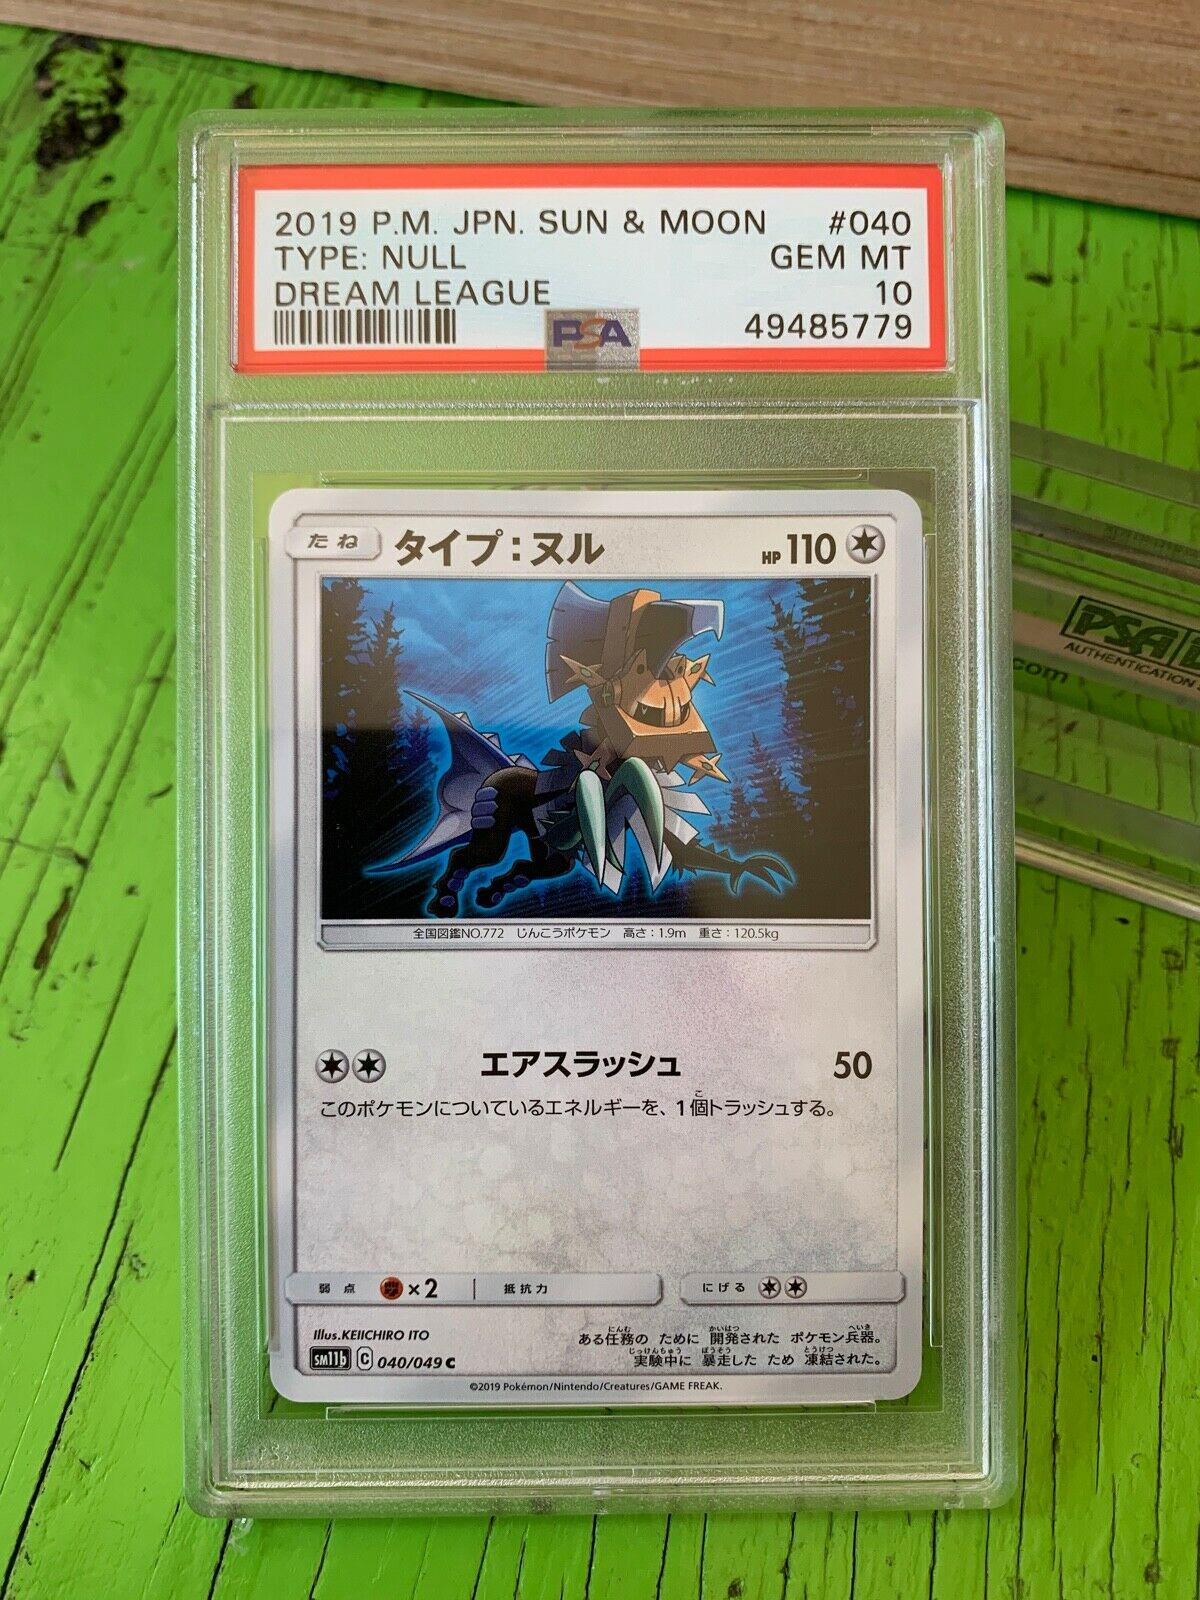 2019 P.M. JPN. SUN & MOON #040
TYPE: NULL GEM MT
DREAM LEAGUE 10
PSA 49485779
たね タイプ:ヌル HP 110
全国図鑑NO.772 じんこうポケモン 高さ:1.9m 重さ:120.5kg
エアスラッシュ 50
このポケモンについているエネルギーを、1個トラッシュする。
弱点 ×2 抵抗力 にげる
Illus.KEIICHIRO ITO
ある任務の ために 開発された ポケモン兵器。
実験中に 暴走した ため 凍結された。
SM11b C 040/049 C
©2019 Pokémon/Nintendo/Creatures/GAME FREAK.
PSA
AUTHENTICATION
.com